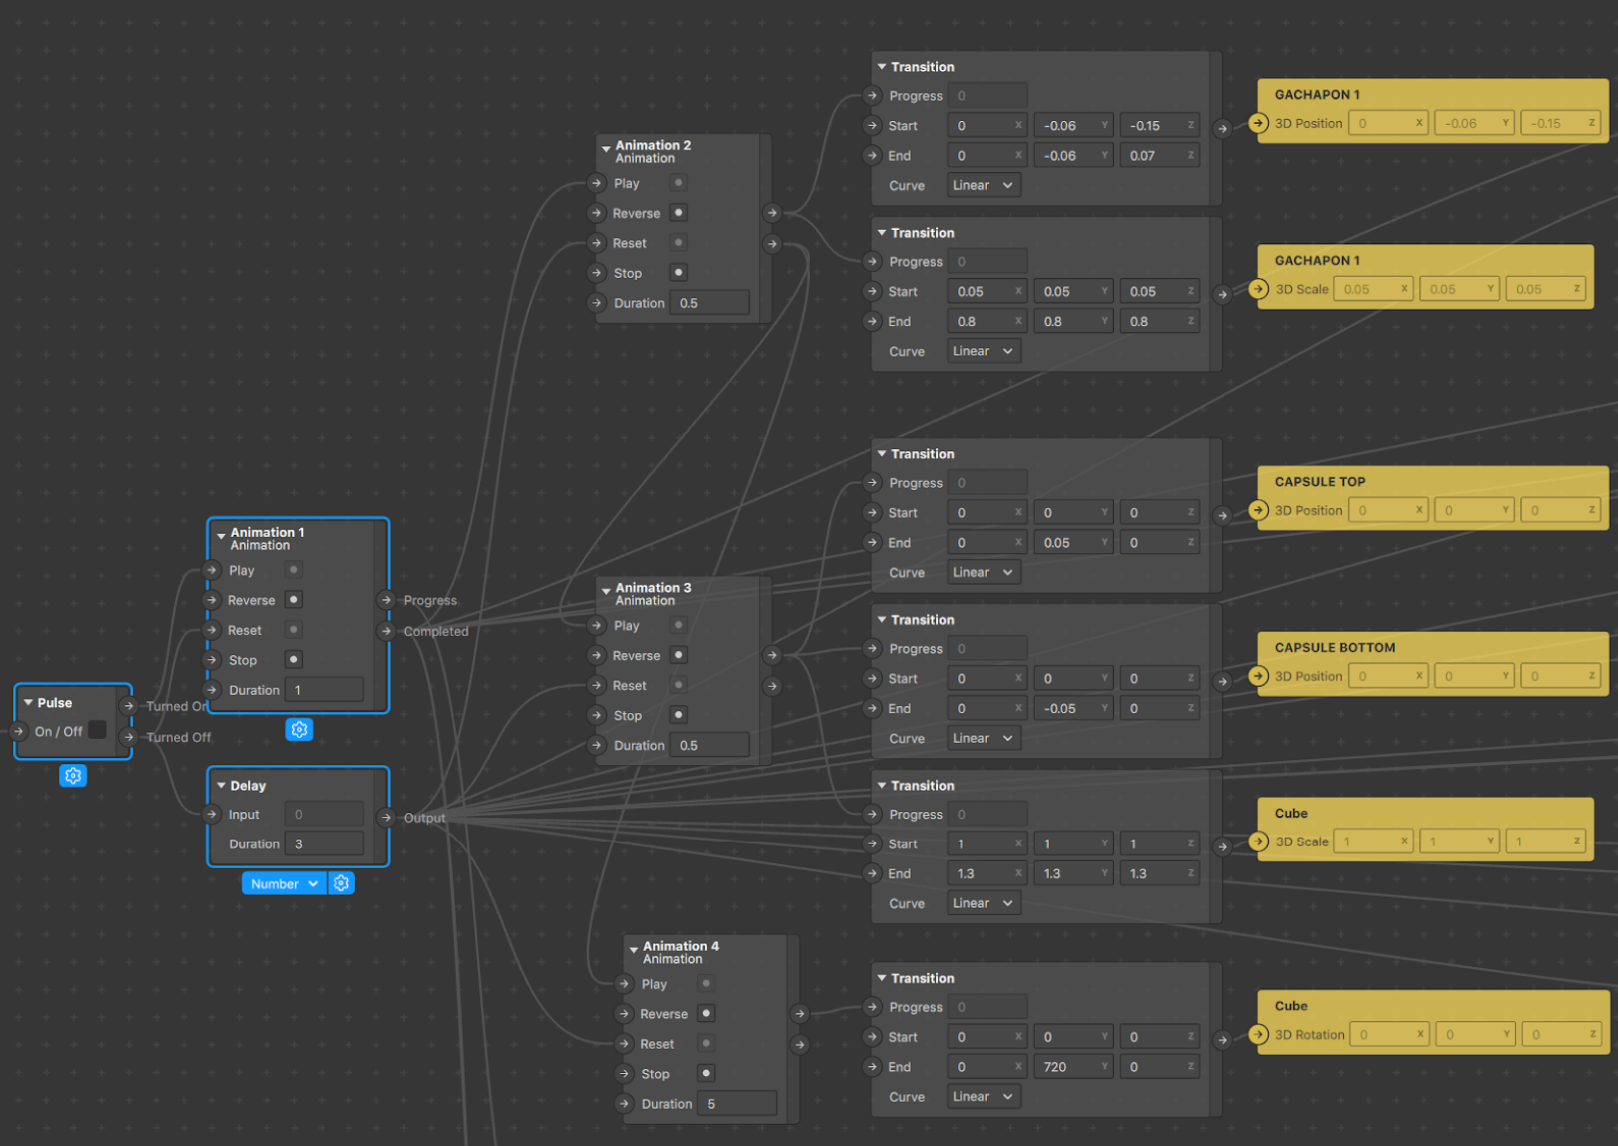 Pulse
On / Off
Turned On
Turned Off
Animation 1
Animation
Play
Reverse
Reset
Stop
Duration 1
Progress
Completed
Delay
Input 0
Duration 3
Output
Number
Animation 2
Animation
Play
Reverse
Reset
Stop
Duration 0.5
Animation 3
Animation
Play
Reverse
Reset
Stop
Duration 0.5
Animation 4
Animation
Play
Reverse
Reset
Stop
Duration 5
Transition
Progress 0
Start 0 X -0.06 Y -0.15 Z
End 0 X -0.06 Y 0.07 Z
Curve Linear
GACHAPON 1
3D Position 0 X -0.06 Y -0.15 Z
Transition
Progress 0
Start 0.05 X 0.05 Y 0.05 Z
End 0.8 X 0.8 Y 0.8 Z
Curve Linear
GACHAPON 1
3D Scale 0.05 X 0.05 Y 0.05 Z
Transition
Progress 0
Start 0 X 0 Y 0 Z
End 0 X 0.05 Y 0 Z
Curve Linear
CAPSULE TOP
3D Position 0 X 0 Y 0 Z
Transition
Progress 0
Start 0 X 0 Y 0 Z
End 0 X -0.05 Y 0 Z
Curve Linear
CAPSULE BOTTOM
3D Position 0 X 0 Y 0 Z
Transition
Progress 0
Start 1 X 1 Y 1 Z
End 1.3 X 1.3 Y 1.3 Z
Curve Linear
Cube
3D Scale 1 X 1 Y 1 Z
Transition
Progress 0
Start 0 X 0 Y 0 Z
End 0 X 720 Y 0 Z
Curve Linear
Cube
3D Rotation 0 X 0 Y 0 Z